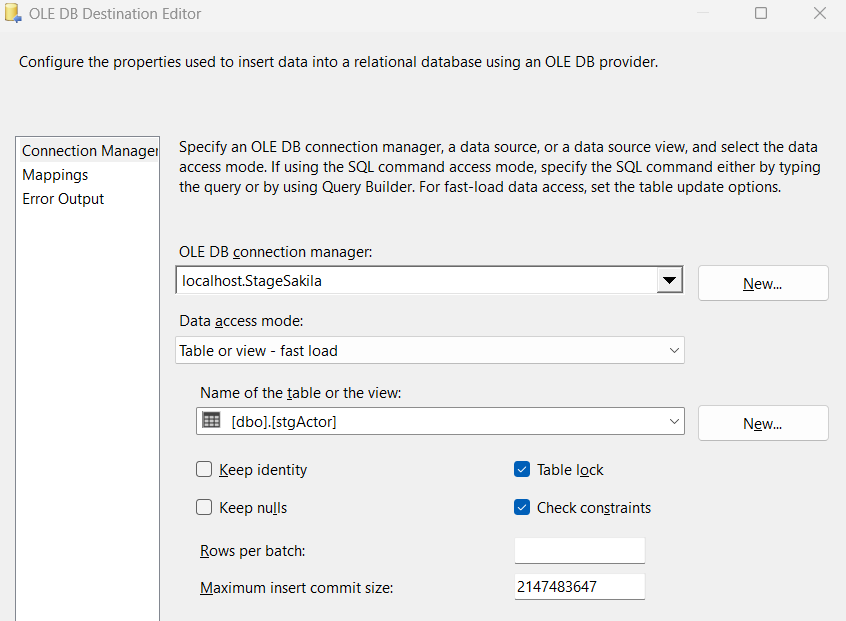 OLE DB Destination Editor
Configure the properties used to insert data into a relational database using an OLE DB provider.
Connection Manager
Mappings
Error Output
Specify an OLE DB connection manager, a data source, or a data source view, and select the data
access mode. If using the SQL command access mode, specify the SQL command either by typing
the query or by using Query Builder. For fast-load data access, set the table update options.
OLE DB connection manager:
localhost.StageSakila
New...
Data access mode:
Table or view - fast load
Name of the table or the view:
[dbo].[stgActor]
New...
Keep identity
Table lock
Keep nulls
Check constraints
Rows per batch:
Maximum insert commit size:
2147483647